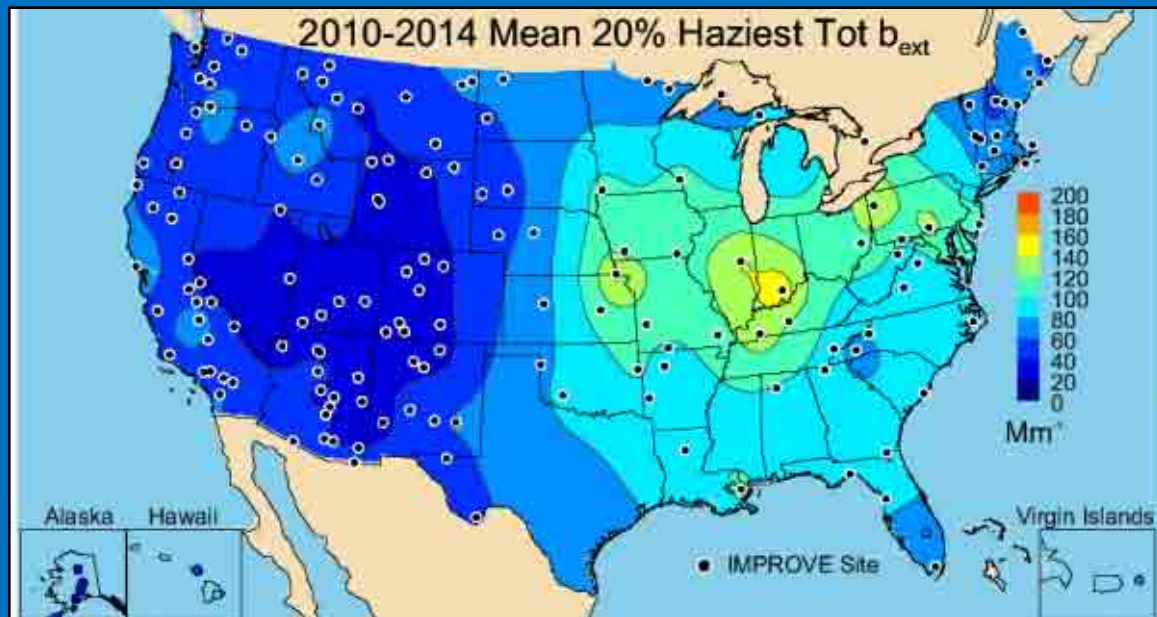 2010-2014 Mean 20% Haziest Tot bext
200
180
160
140
120
100
80
60
40
20
0
Mm⁻¹
Alaska
Hawaii
Virgin Islands
IMPROVE Site